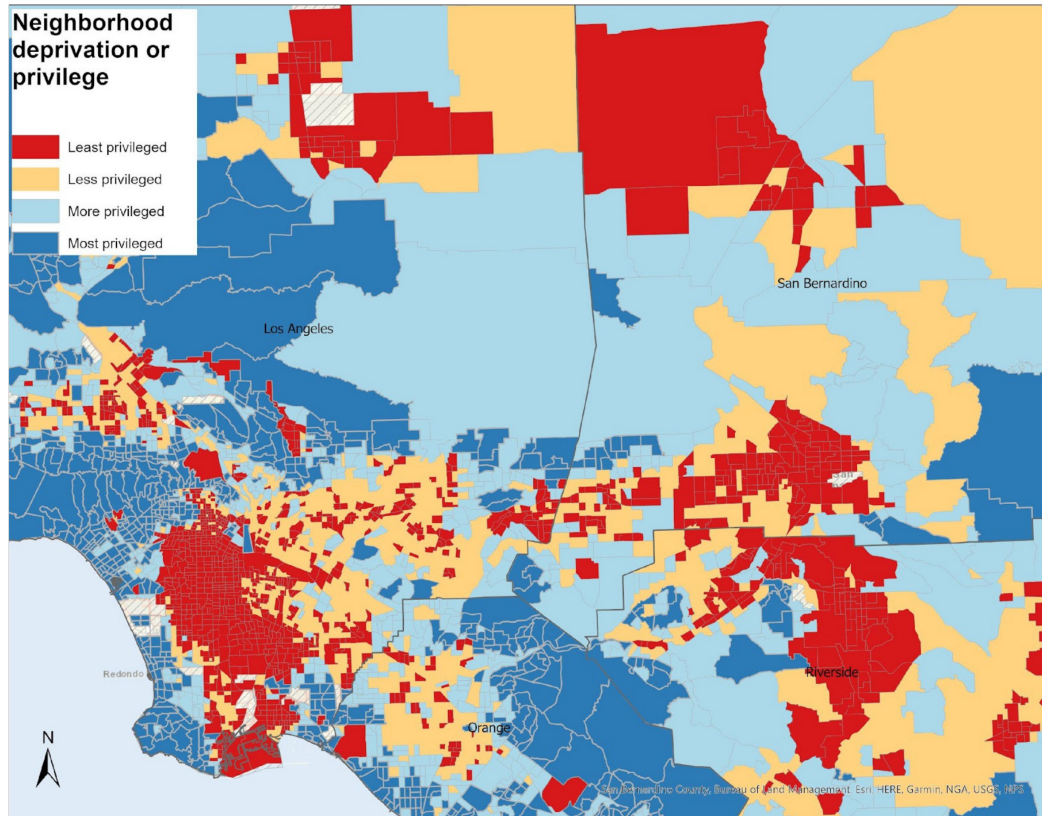 Neighborhood
deprivation or
privilege
Least privileged
Less privileged
More privileged
Most privileged
San Bernardino
Los Angeles
San
Redondo
Riverside
Orange
N
San Bernardino County, Bureau of Land Management, Esri, HERE, Garmin, NGA, USGS, NPS